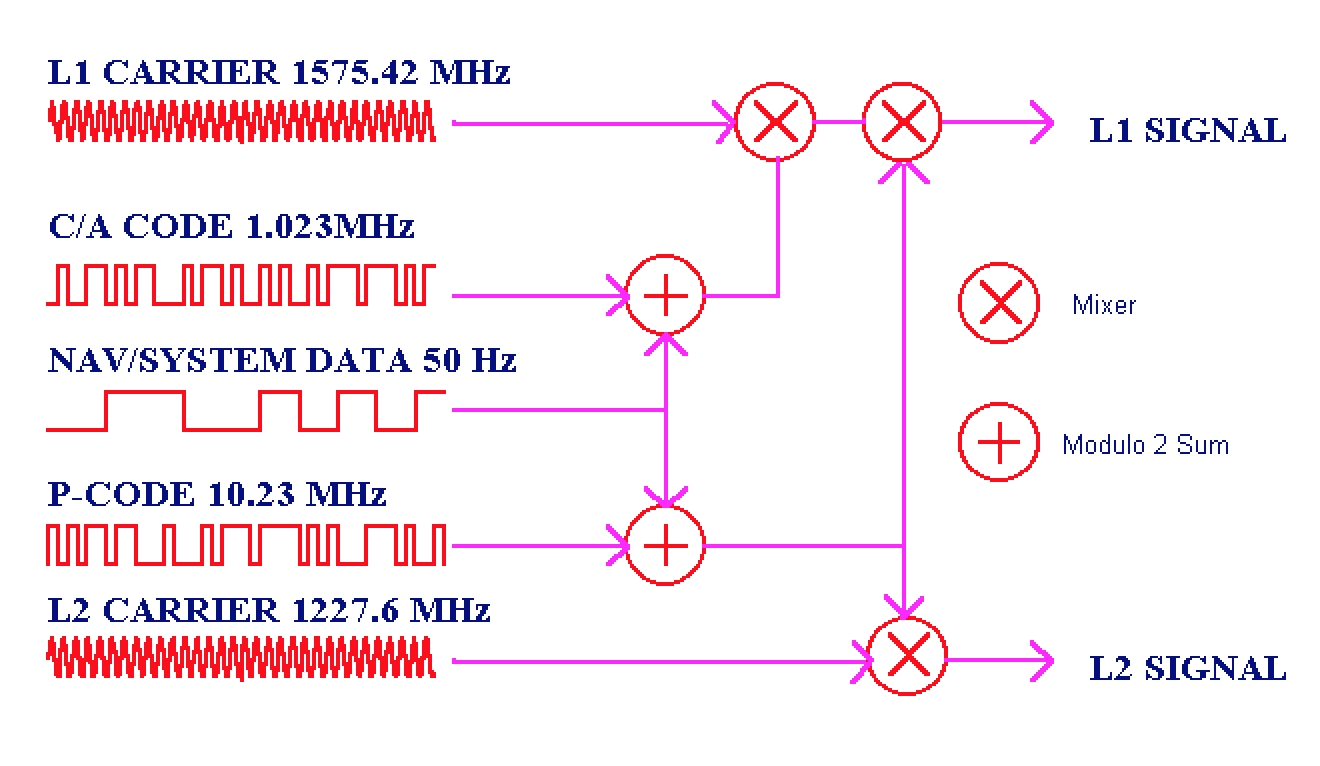 L1 CARRIER 1575.42 MHz
L1 SIGNAL
C/A CODE 1.023MHz
Mixer
NAV/SYSTEM DATA 50 Hz
Modulo 2 Sum
P-CODE 10.23 MHz
L2 CARRIER 1227.6 MHz
L2 SIGNAL